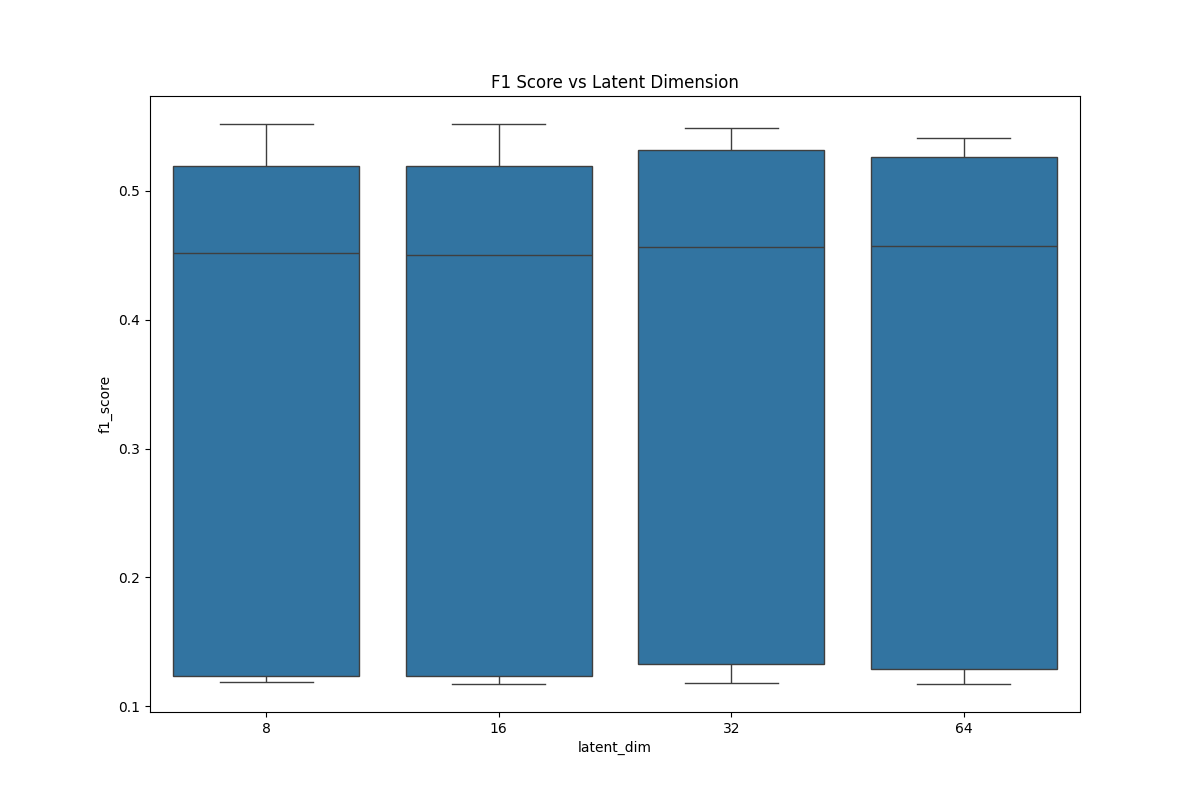 F1 Score vs Latent Dimension
f1_score
0.5
0.4
0.3
0.2
0.1
8 16 32 64
latent_dim